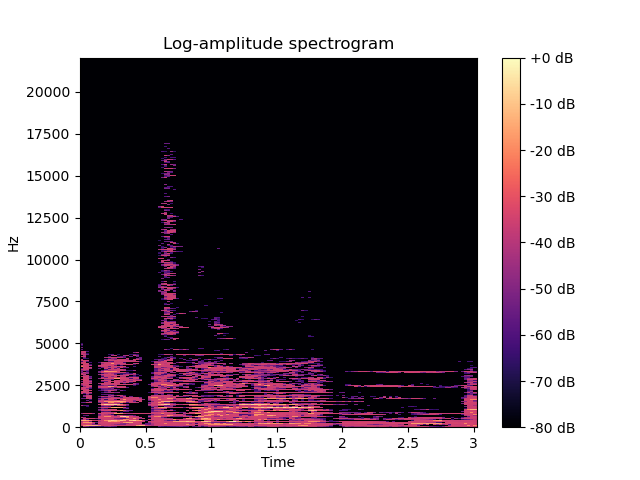 Log-amplitude spectrogram
Hz
20000
17500
15000
12500
10000
7500
5000
2500
0
0 0.5 1 1.5 2 2.5 3
Time
+0 dB
-10 dB
-20 dB
-30 dB
-40 dB
-50 dB
-60 dB
-70 dB
-80 dB